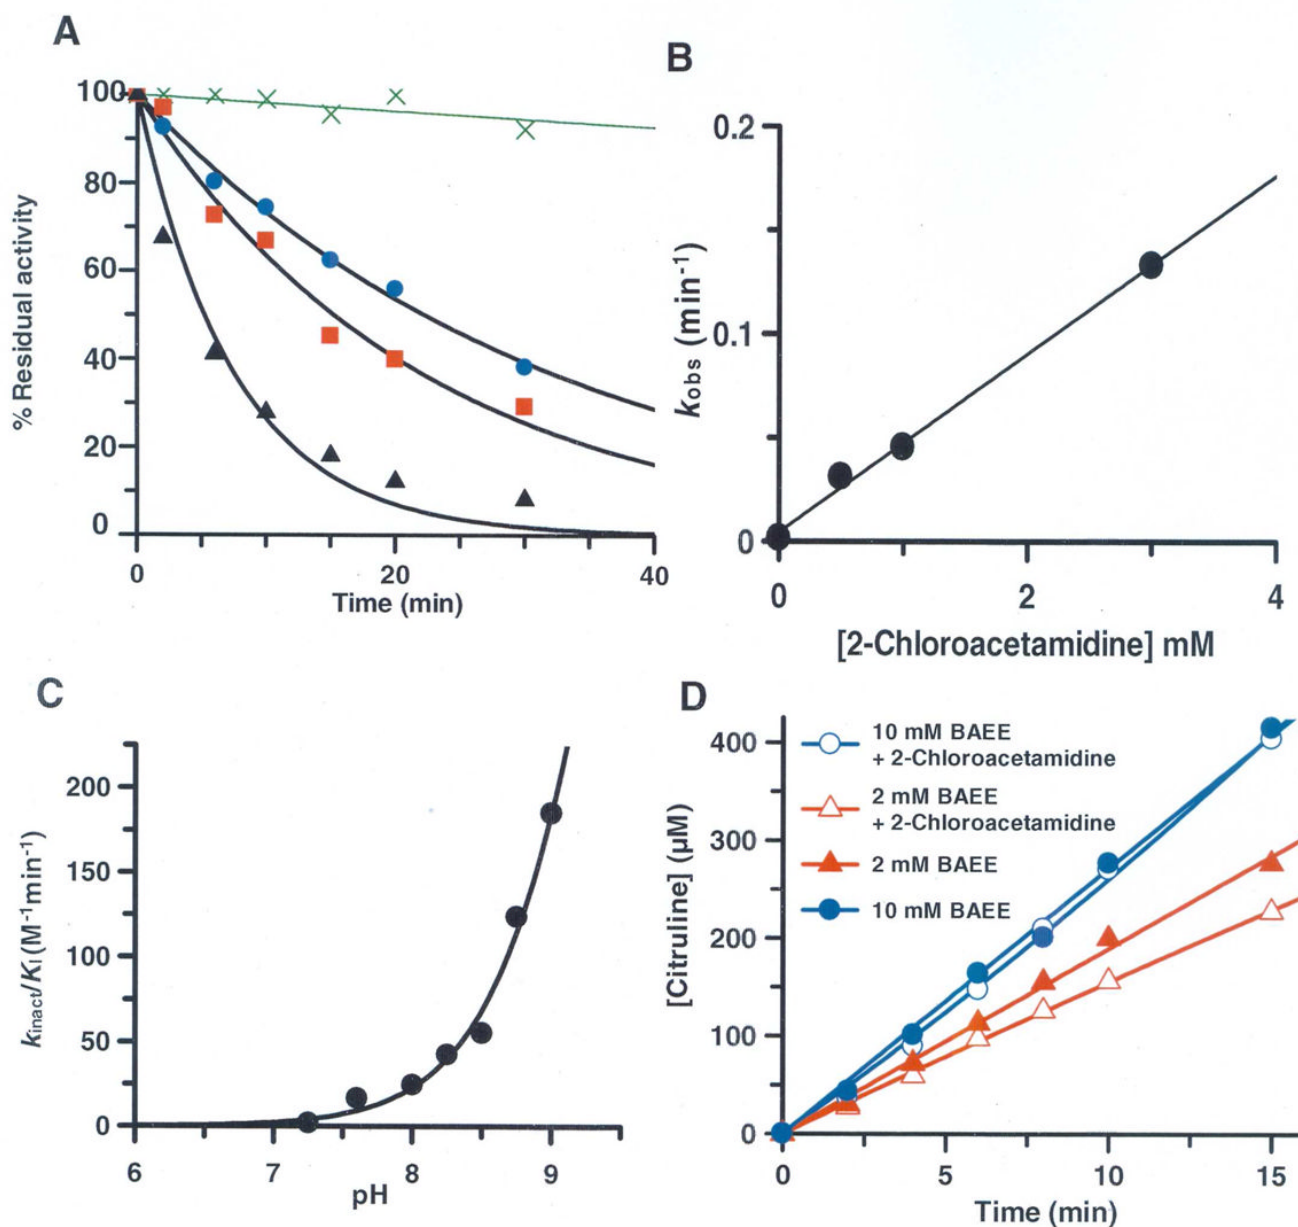 A
100
80
60
40
20
0
% Residual activity
0
20
40
Time (min)
B
0.2
0.1
0
kobs (min⁻¹)
0
2
4
[2-Chloroacetamidine] mM
C
200
150
100
50
0
kinact/KI (M⁻¹min⁻¹)
6
7
8
9
pH
D
400
300
200
100
0
[Citruline] (µM)
10 mM BAEE
+ 2-Chloroacetamidine
2 mM BAEE
+ 2-Chloroacetamidine
2 mM BAEE
10 mM BAEE
0
5
10
15
Time (min)